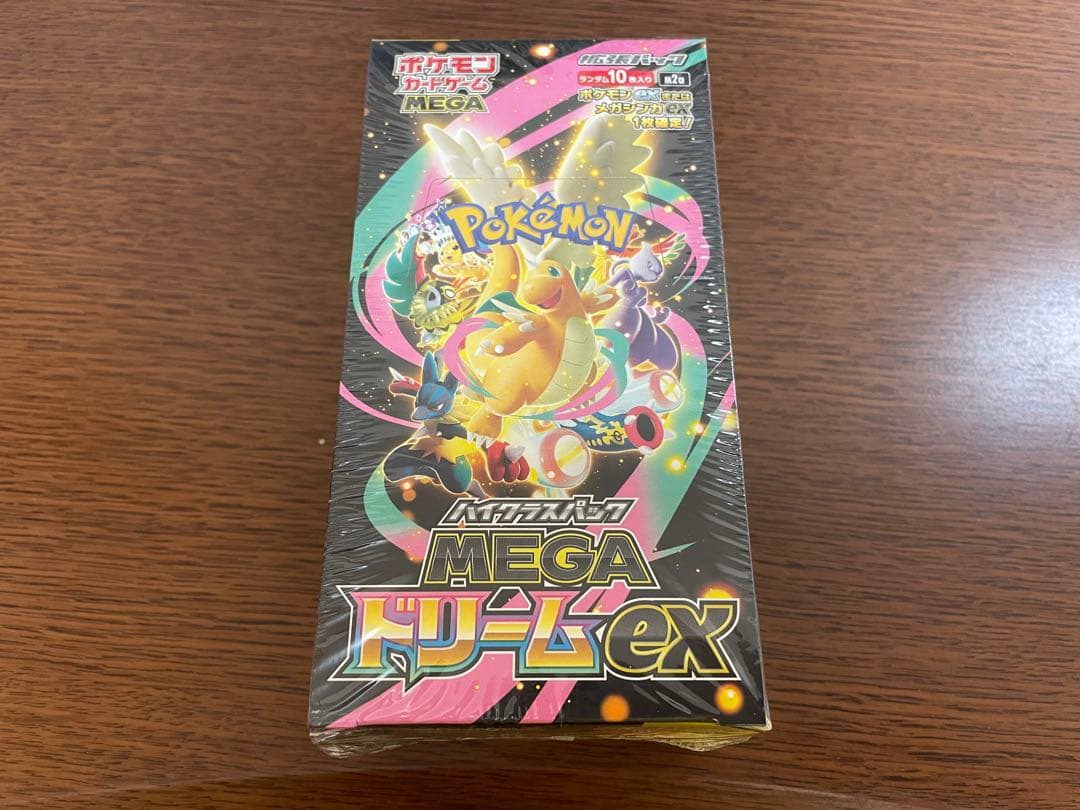 ポケモン
カードゲーム
MEGA
拡張パック
ランダム10枚入り
ポケモンexまたは
メガシンカex
1枚確定!
POKéMON
ハイクラスパック
MEGA
ドリームex